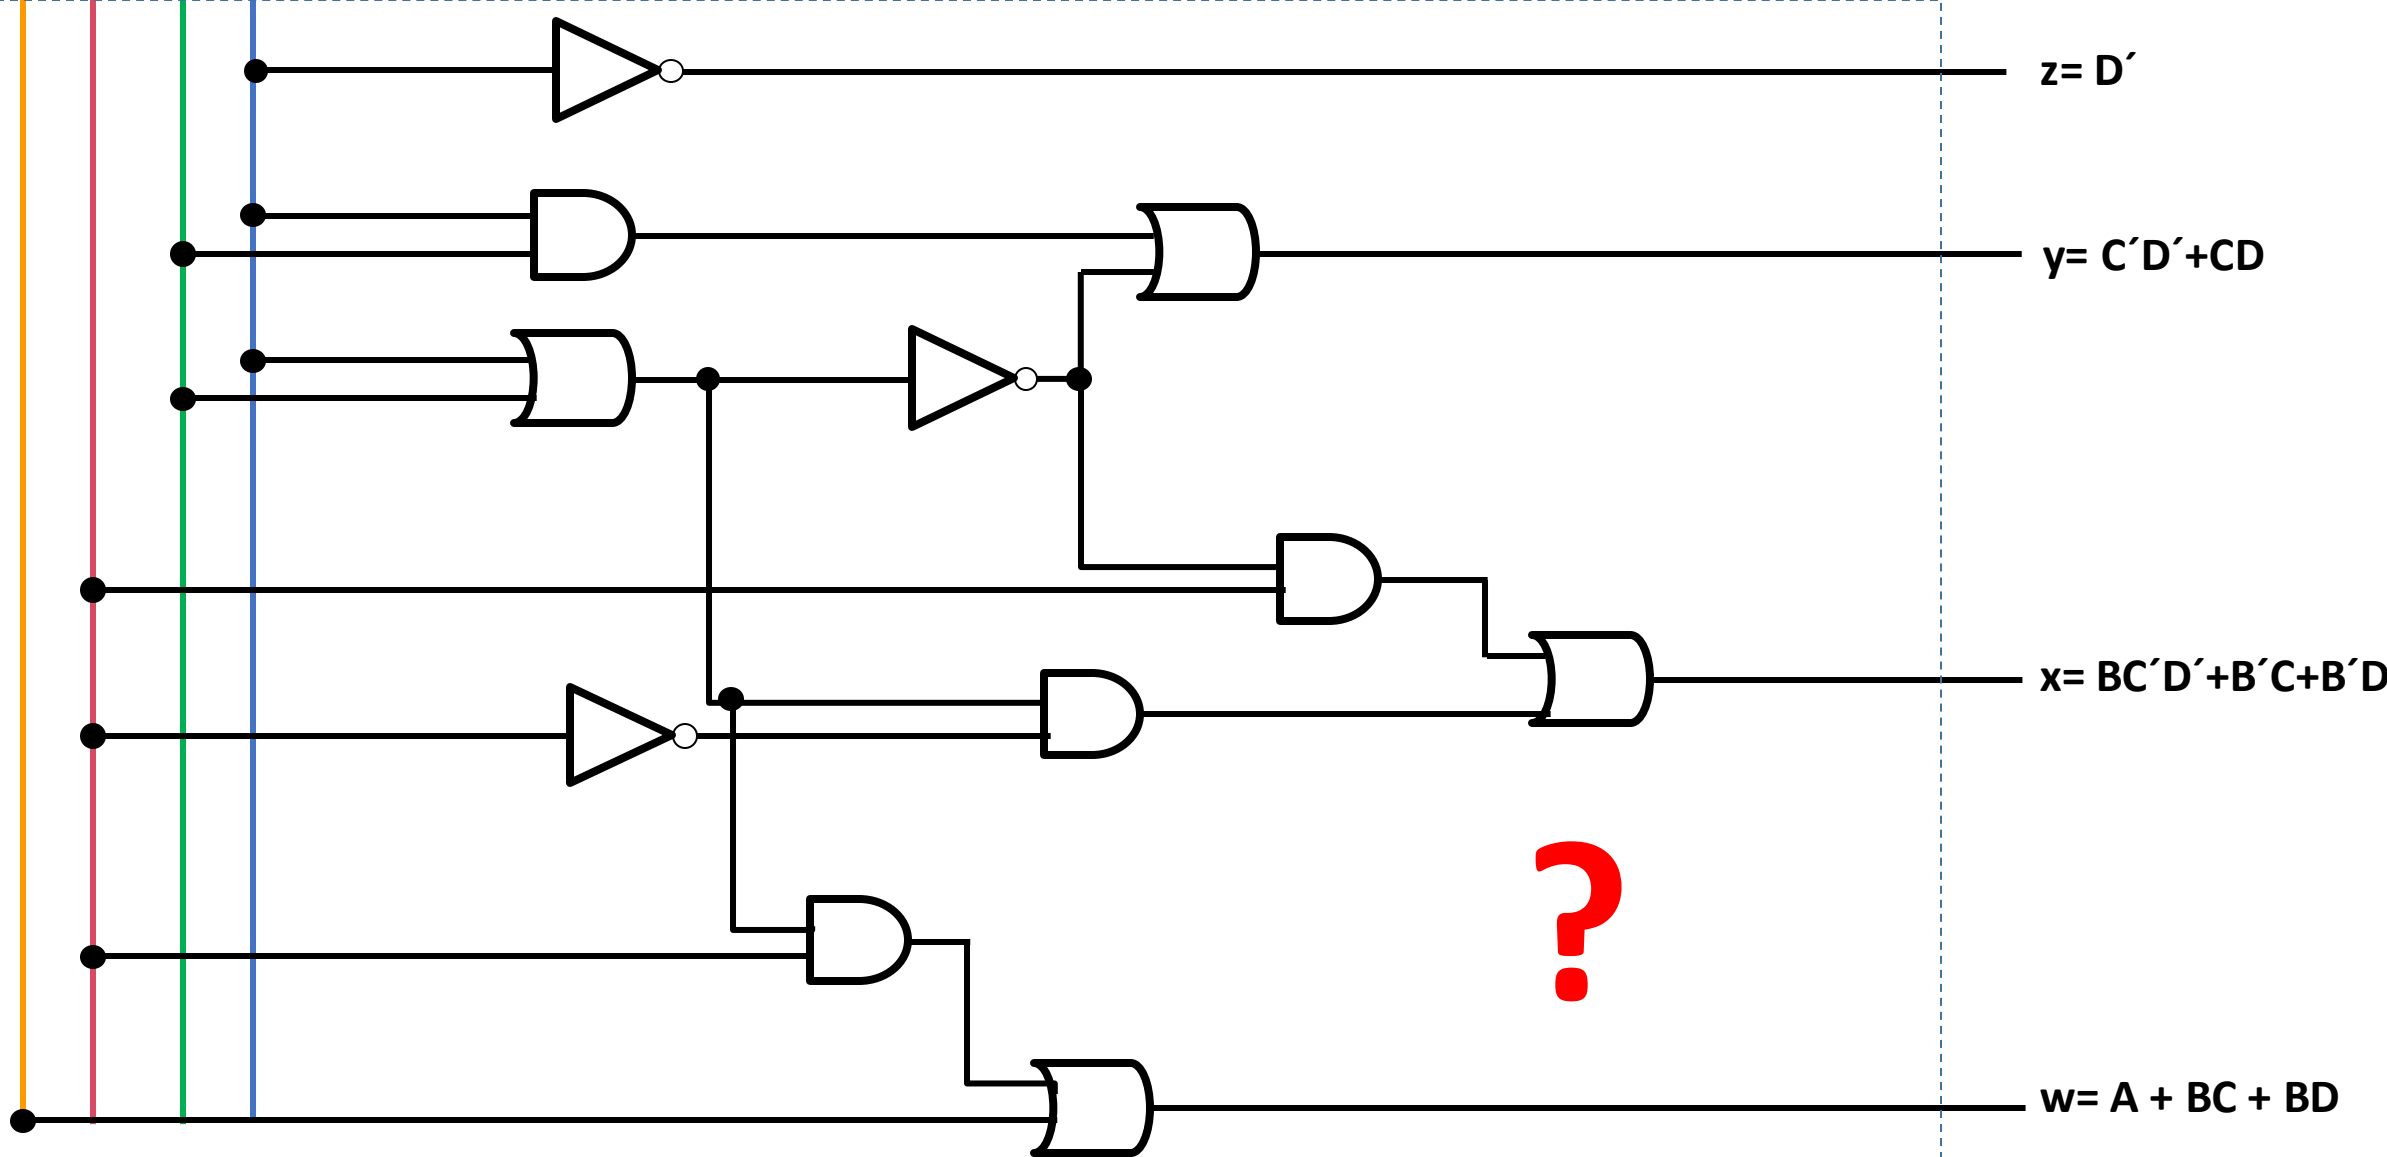 z= D´
y= C´D´+CD
x= BC´D´+B´C+B´D
?
w= A + BC + BD